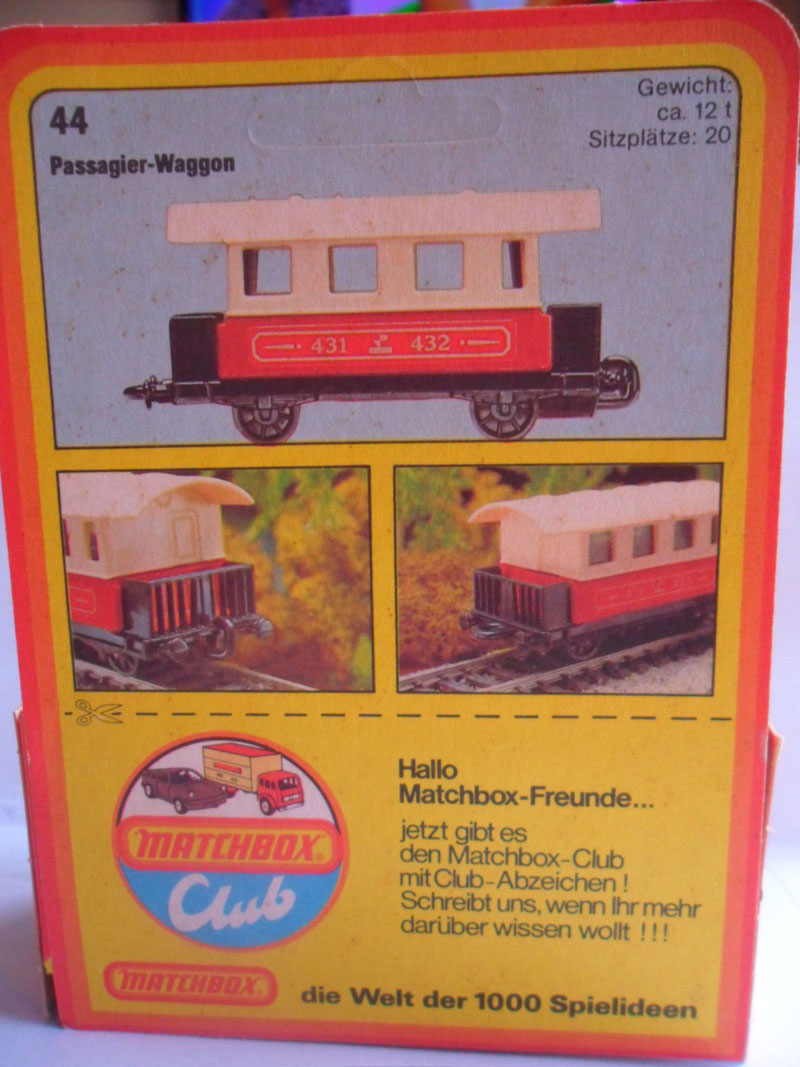 44
Passagier-Waggon
Gewicht:
ca. 12 t
Sitzplätze: 20
431 432
Hallo
Matchbox-Freunde...
jetzt gibt es
den Matchbox-Club
mit Club-Abzeichen !
Schreibt uns, wenn Ihr mehr
darüber wissen wollt !!!
MATCHBOX
Club
MATCHBOX
die Welt der 1000 Spielideen